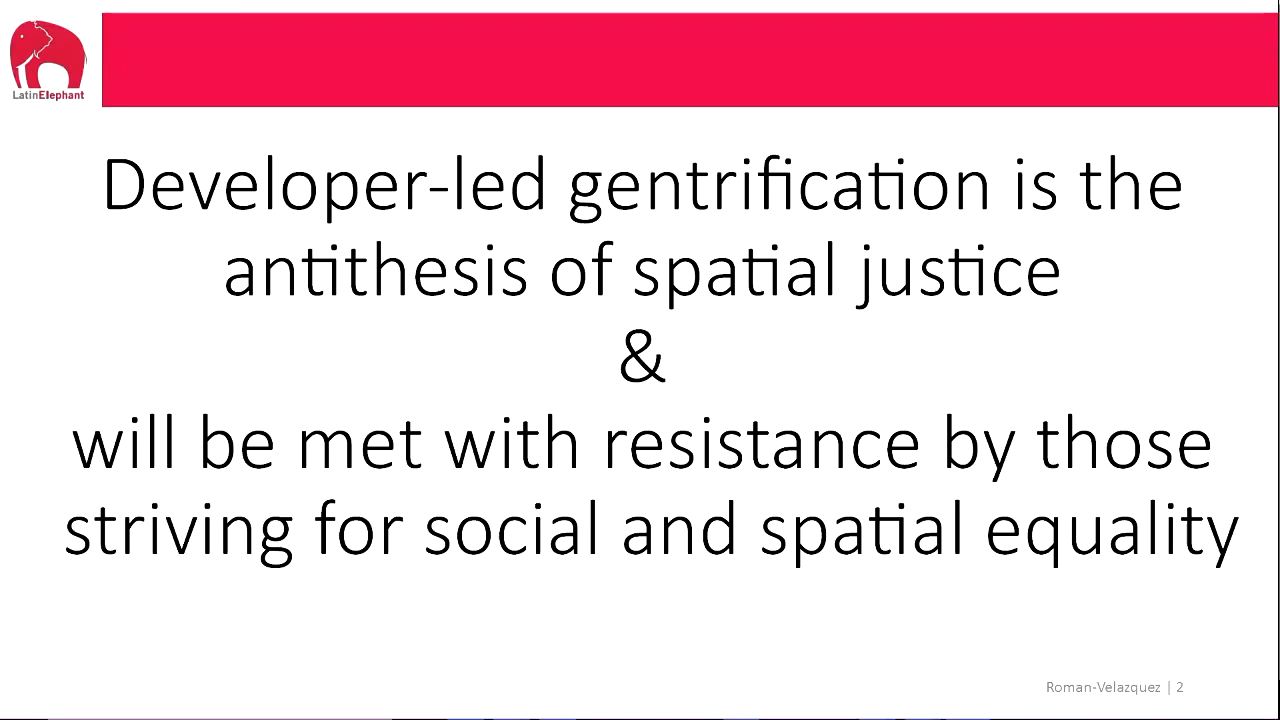 LatinElephant
Developer-led gentrification is the
antithesis of spatial justice
&
will be met with resistance by those
striving for social and spatial equality
Roman-Velazquez | 2